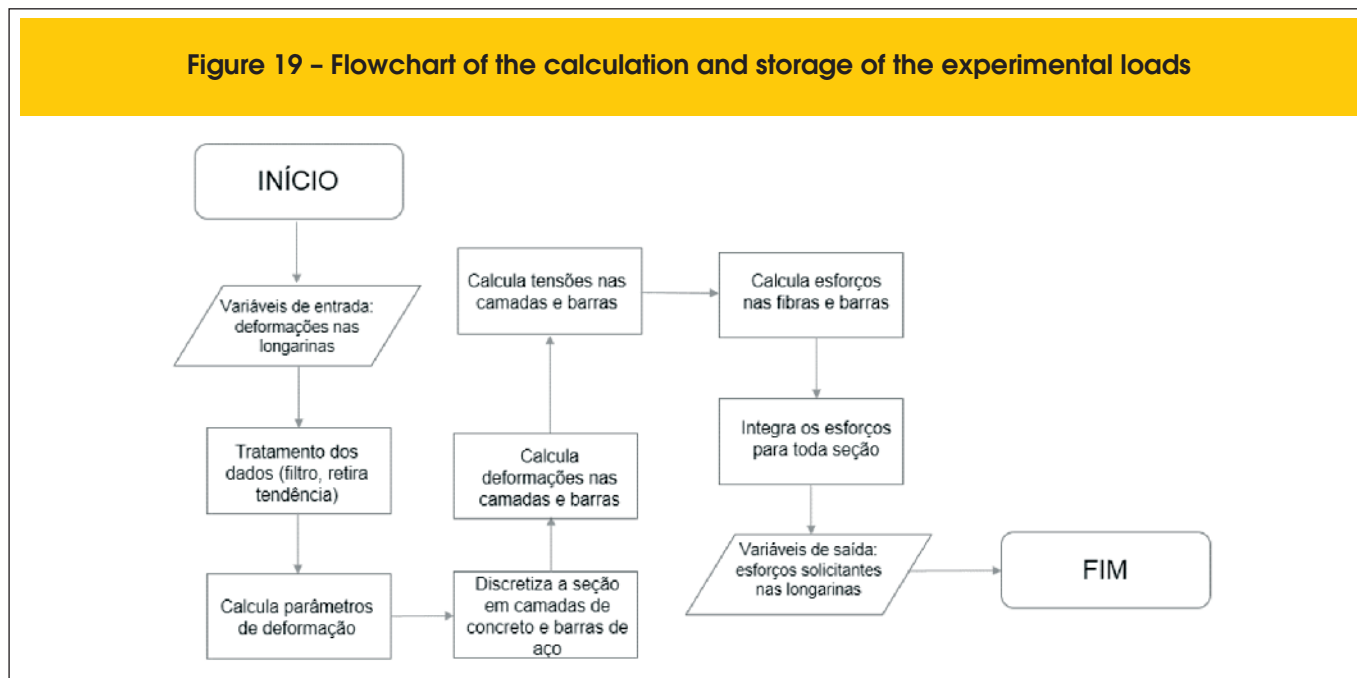 Figure 19 – Flowchart of the calculation and storage of the experimental loads
INÍCIO
Variáveis de entrada:
deformações nas
longarinas
Tratamento dos
dados (filtro, retira
tendência)
Calcula parâmetros
de deformação
Discretiza a seção
em camadas de
concreto e barras de
aço
Calcula
deformações nas
camadas e barras
Calcula tensões nas
camadas e barras
Calcula esforços
nas fibras e barras
Integra os esforços
para toda seção
Variáveis de saída:
esforços solicitantes
nas longarinas
FIM